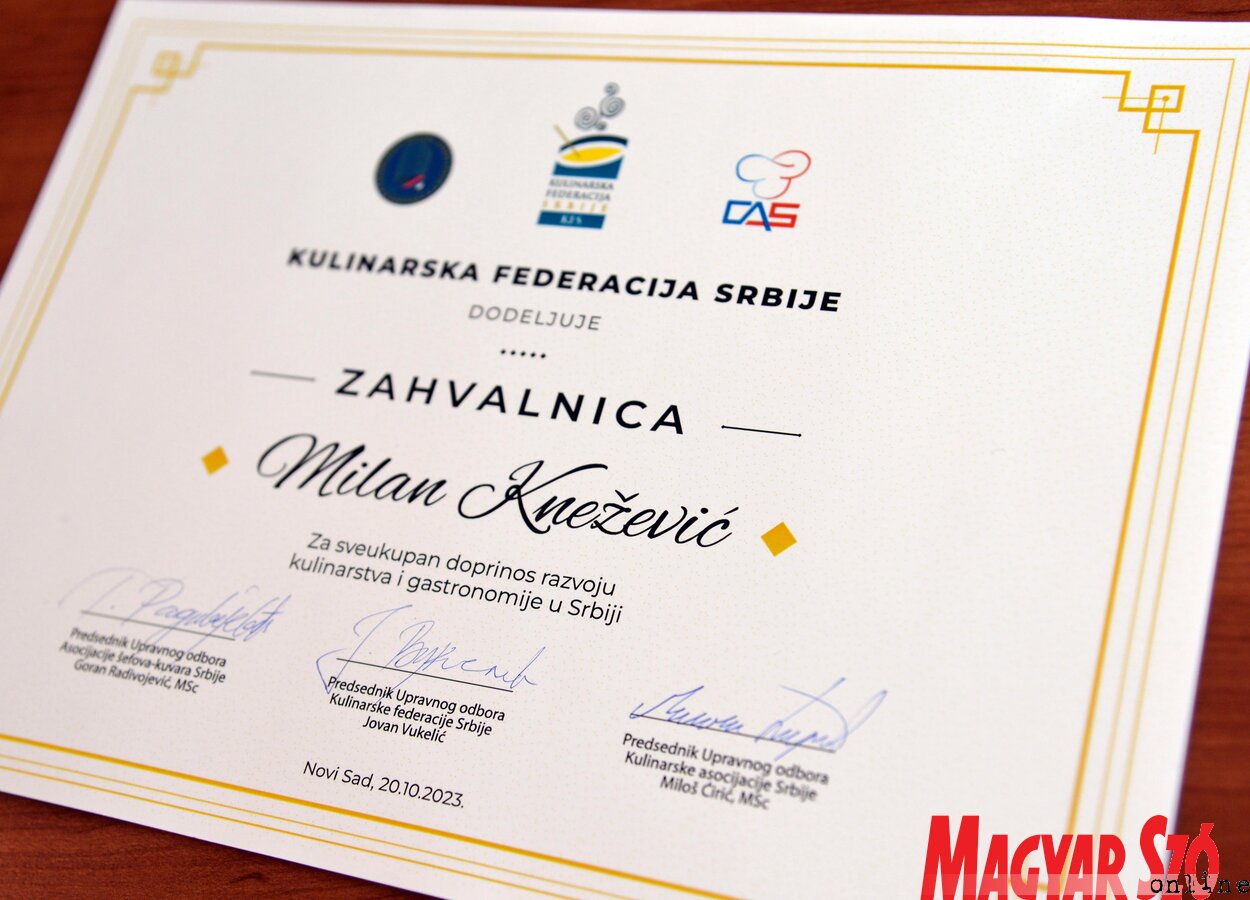 KULINARSKA
FEDERACIJA
SRBIJE
KFS
CAS
KULINARSKA FEDERACIJA SRBIJE
DODELJUJE
ZAHVALNICA
Milan Knežević
Za sveukupan doprinos razvoju
kulinarstva i gastronomije u Srbiji
Predsednik Upravnog odbora
Asocijacije šefova-kuvara Srbije
Goran Radivojević, MSc
Predsednik Upravnog odbora
Kulinarske federacije Srbije
Jovan Vukelić
Predsednik Upravnog odbora
Kulinarske asocijacije Srbije
Miloš Ćirić, MSc
Novi Sad, 20.10.2023.
MAGYAR SZÓ
online